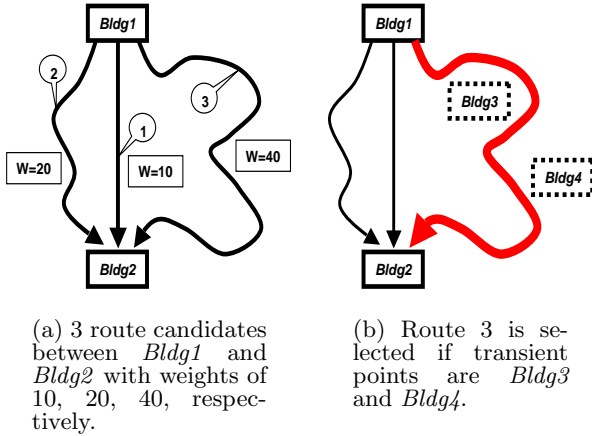 Bldg1
2
3
1
W=20
W=10
W=40
Bldg2
(a) 3 route candidates
between Bldg1 and
Bldg2 with weights of
10, 20, 40, respec-
tively.
Bldg1
Bldg3
Bldg4
Bldg2
(b) Route 3 is se-
lected if transient
points are Bldg3
and Bldg4.